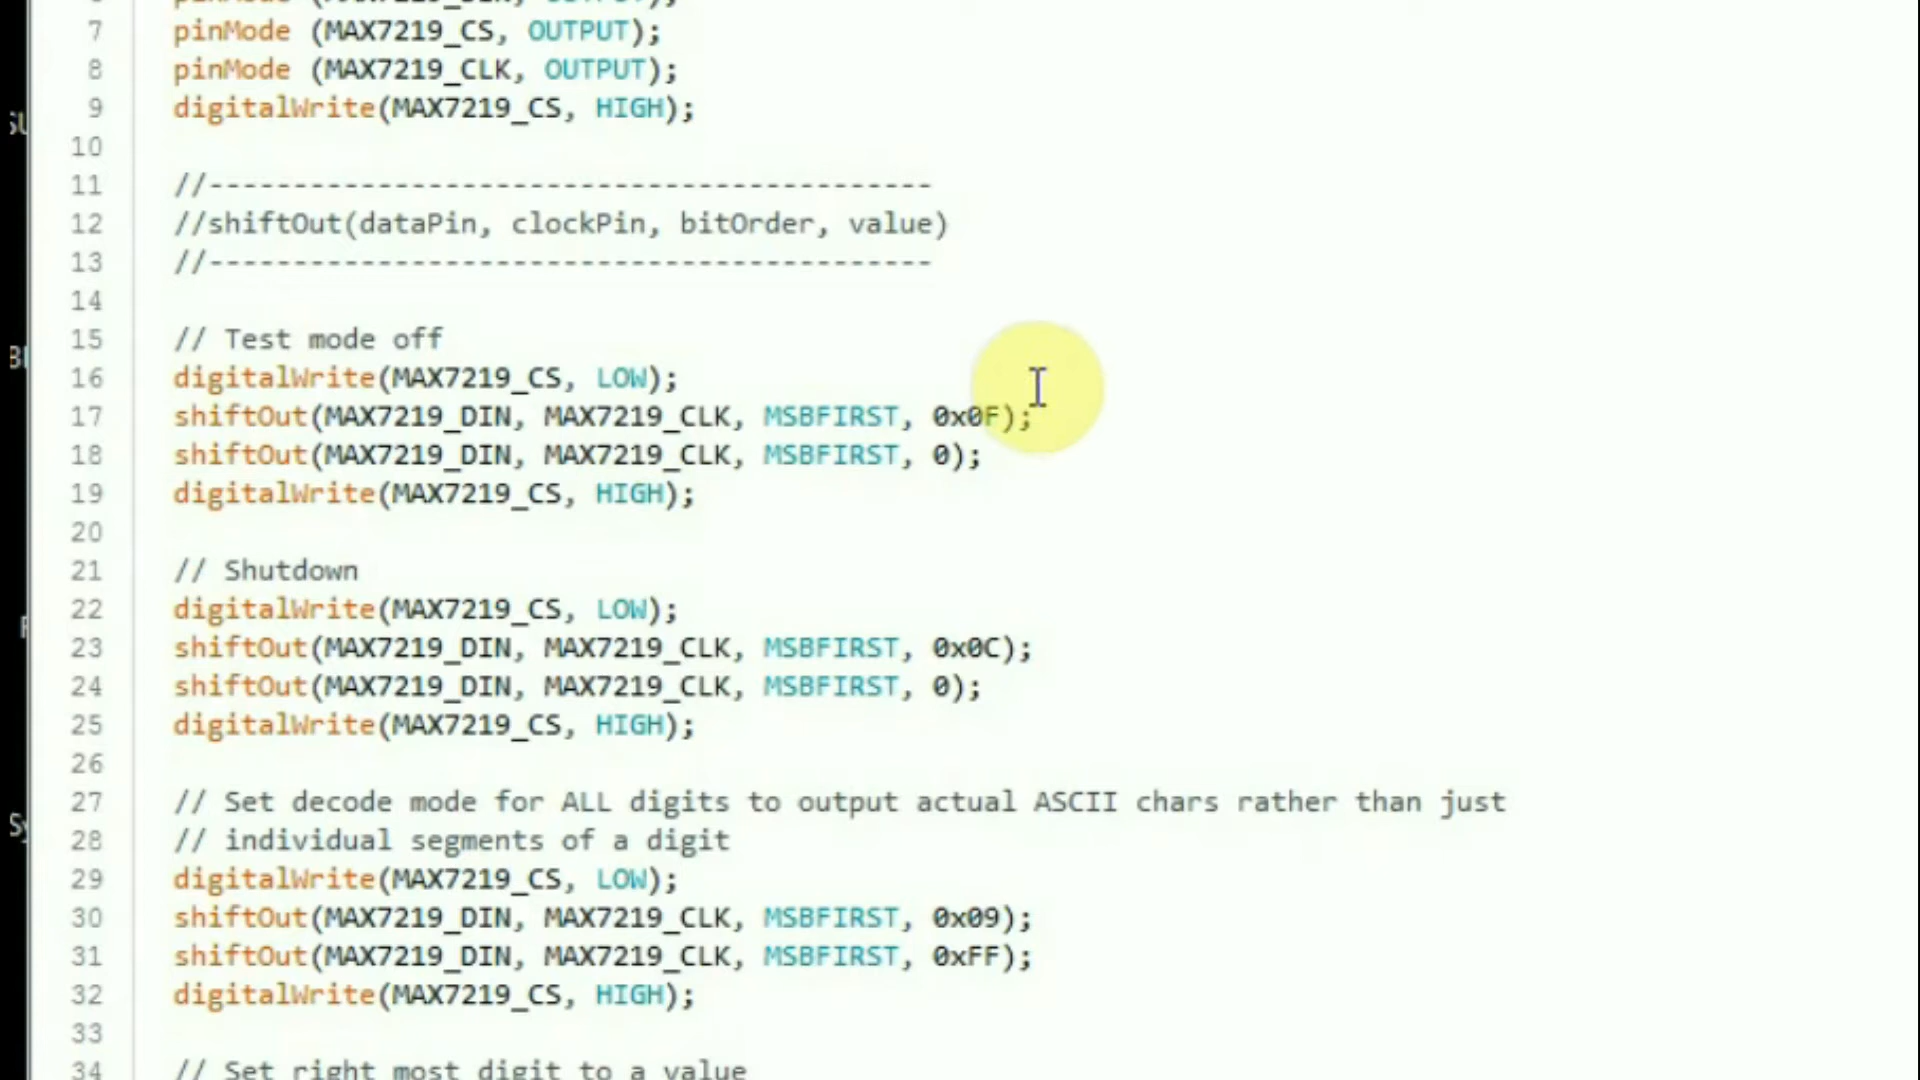 7 pinMode (MAX7219_CS, OUTPUT);
8 pinMode (MAX7219_CLK, OUTPUT);
9 digitalWrite(MAX7219_CS, HIGH);
10
11 //-------------------------------------------
12 //shiftOut(dataPin, clockPin, bitOrder, value)
13 //-------------------------------------------
14
15 // Test mode off
16 digitalWrite(MAX7219_CS, LOW);
17 shiftOut(MAX7219_DIN, MAX7219_CLK, MSBFIRST, 0x0F);
18 shiftOut(MAX7219_DIN, MAX7219_CLK, MSBFIRST, 0);
19 digitalWrite(MAX7219_CS, HIGH);
20
21 // Shutdown
22 digitalWrite(MAX7219_CS, LOW);
23 shiftOut(MAX7219_DIN, MAX7219_CLK, MSBFIRST, 0x0C);
24 shiftOut(MAX7219_DIN, MAX7219_CLK, MSBFIRST, 0);
25 digitalWrite(MAX7219_CS, HIGH);
26
27 // Set decode mode for ALL digits to output actual ASCII chars rather than just
28 // individual segments of a digit
29 digitalWrite(MAX7219_CS, LOW);
30 shiftOut(MAX7219_DIN, MAX7219_CLK, MSBFIRST, 0x09);
31 shiftOut(MAX7219_DIN, MAX7219_CLK, MSBFIRST, 0xFF);
32 digitalWrite(MAX7219_CS, HIGH);
33
34 // Set right most digit to a value